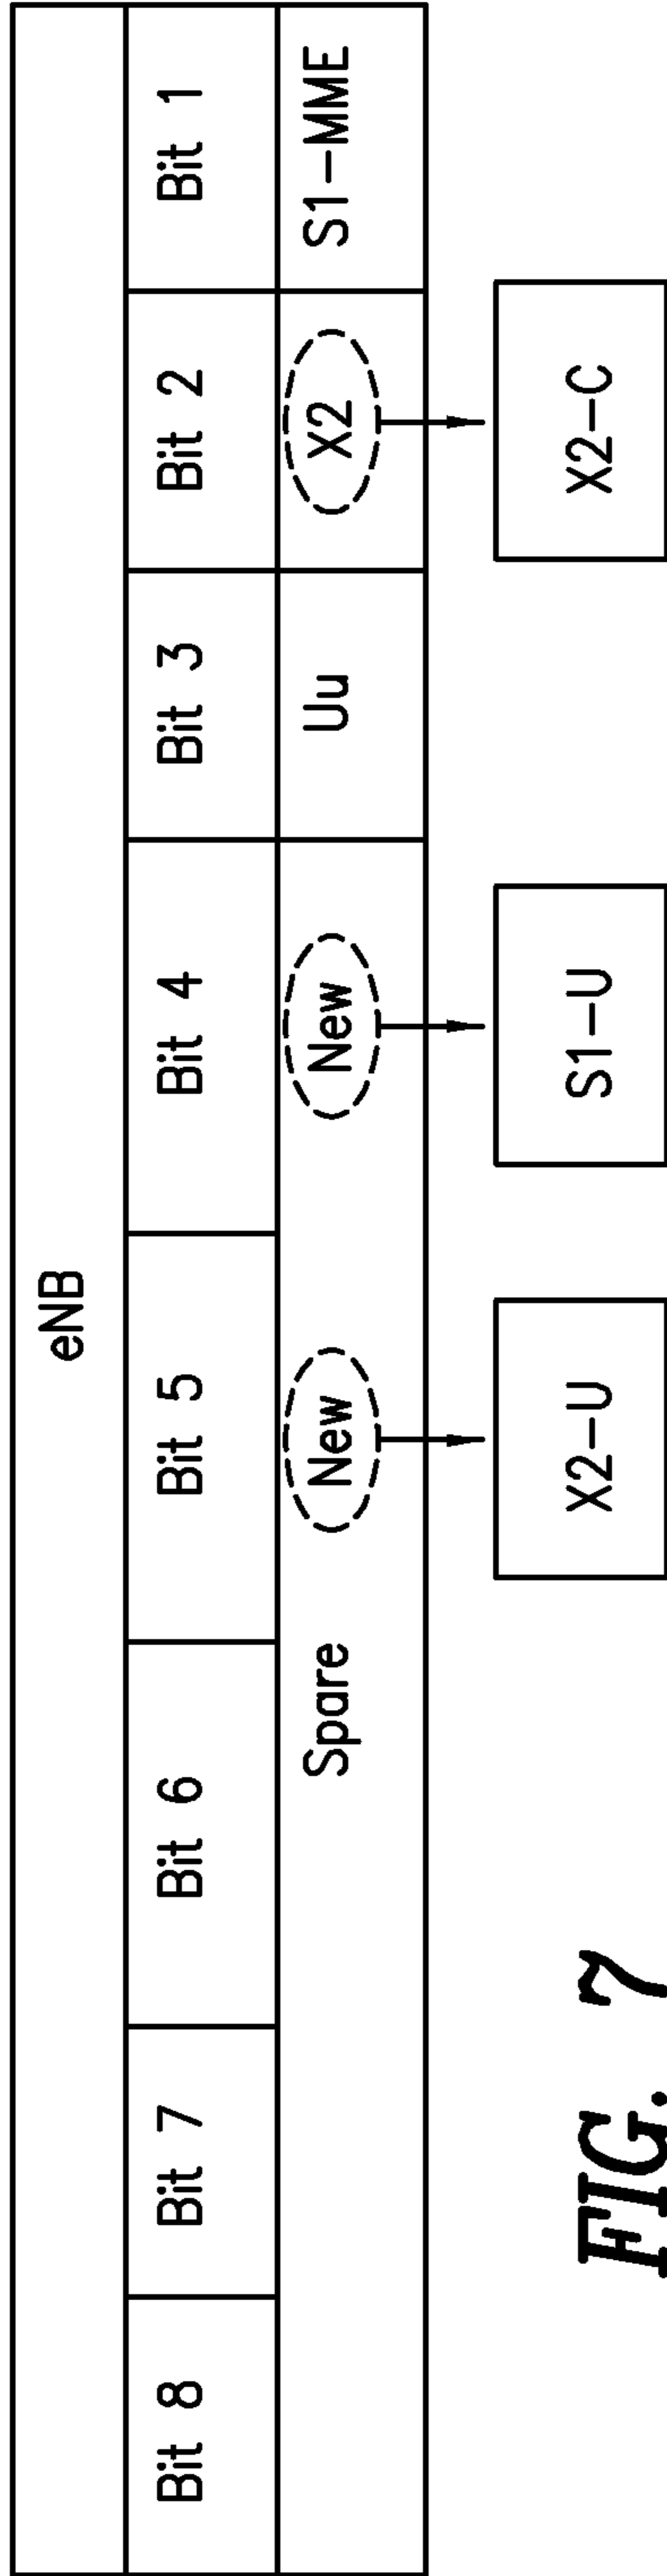 eNB
Bit 8 Bit 7 Bit 6 Bit 5 Bit 4 Bit 3 Bit 2 Bit 1
Spare New New Uu X2 S1-MME
X2-U S1-U X2-C
FIG. 7